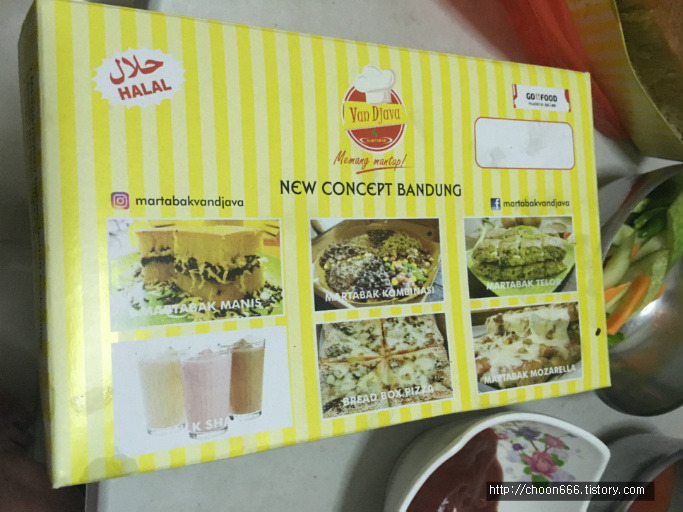 حلال
HALAL
Van Djava
Memang mantap!
GO FOOD
NEW CONCEPT BANDUNG
martabakvandjava
martabakvandjava
MARTABAK MANIS
MARTABAK KOMBINASI
MARTABAK TELOR
BREAD BOX PIZZA
MARTABAK MOZARELLA
http://choon666.tistory.com